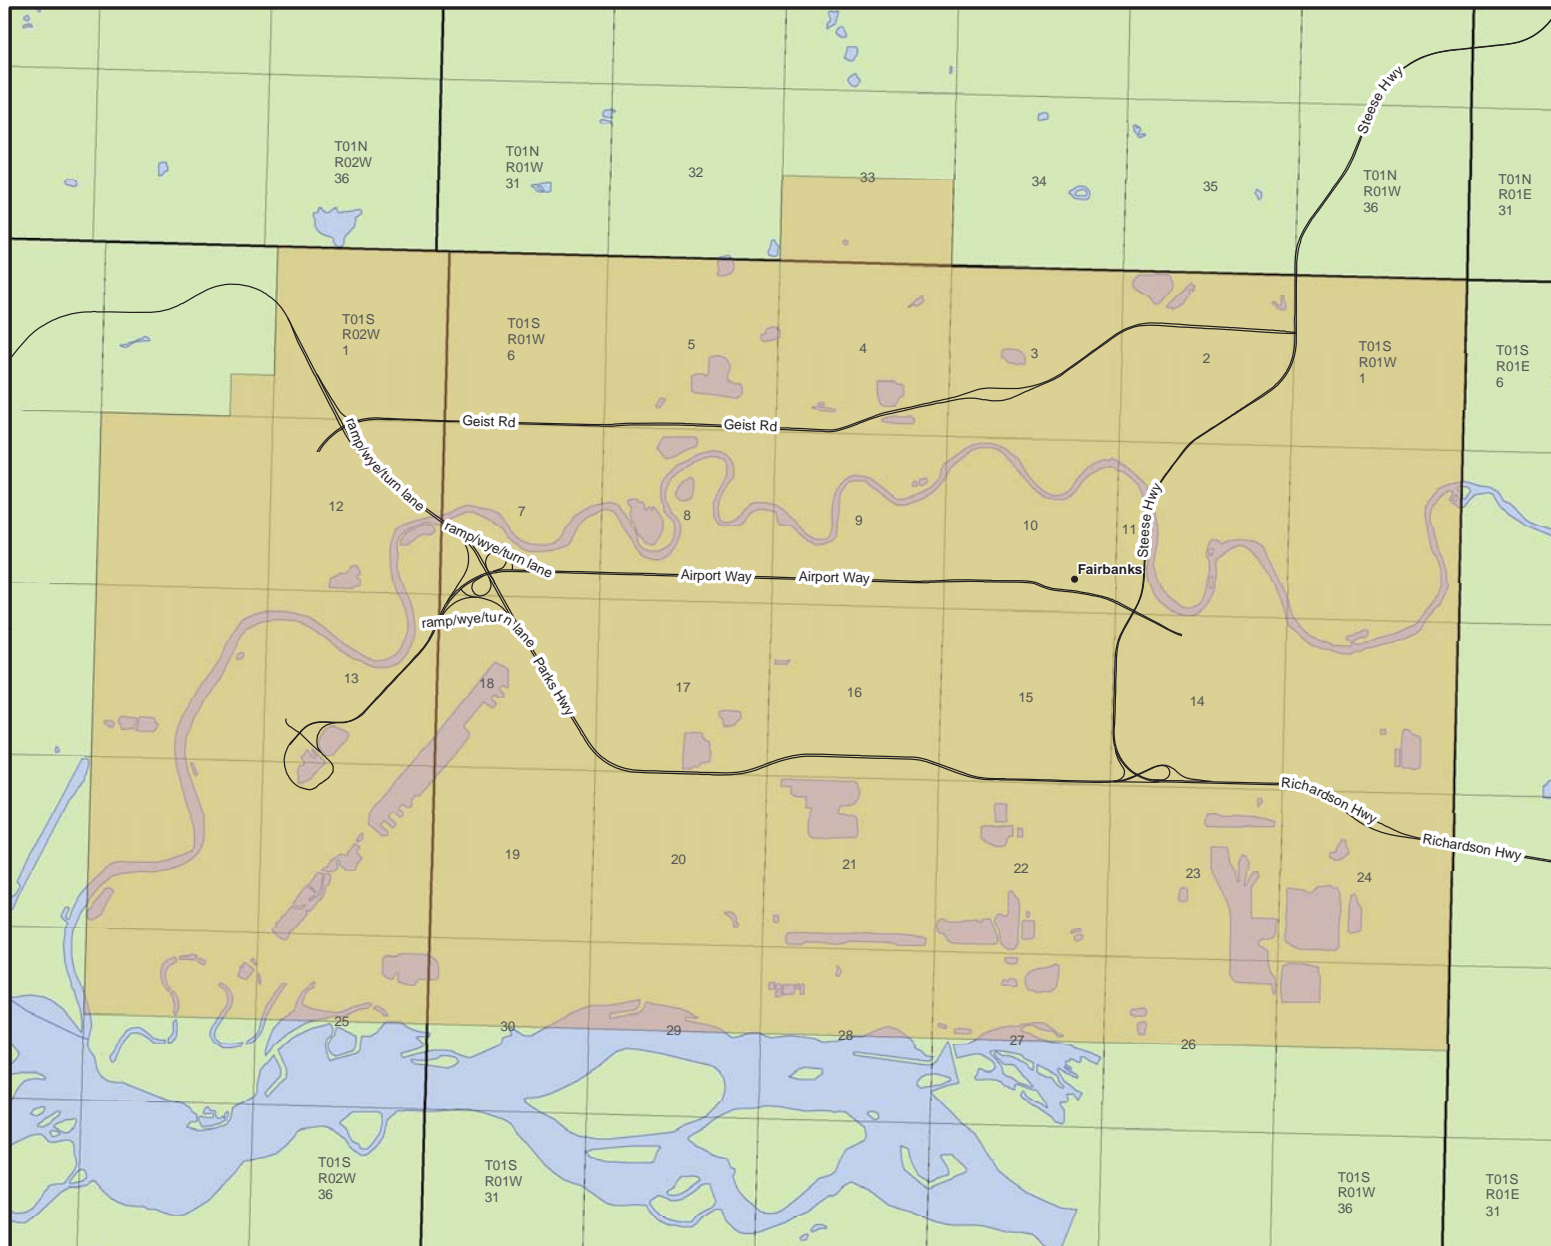 Steese Hwy
T01N
R02W
36
T01N
R01W
31
32
33
34
35
T01N
R01W
36
T01N
R01E
31
T01S
R02W
1
T01S
R01W
6
5
4
3
2
T01S
R01W
1
T01S
R01E
6
Geist Rd
Geist Rd
ramp/wye/turn lane
12
7
8
9
10
11
Steese Hwy
ramp/wye/turn lane
Airport Way
Airport Way
Fairbanks
ramp/wye/turn lane
Parks Hwy
13
18
17
16
15
14
Richardson Hwy
Richardson Hwy
19
20
21
22
23
24
25
30
29
28
27
26
T01S
R02W
36
T01S
R01W
31
T01S
R01W
36
T01S
R01E
31